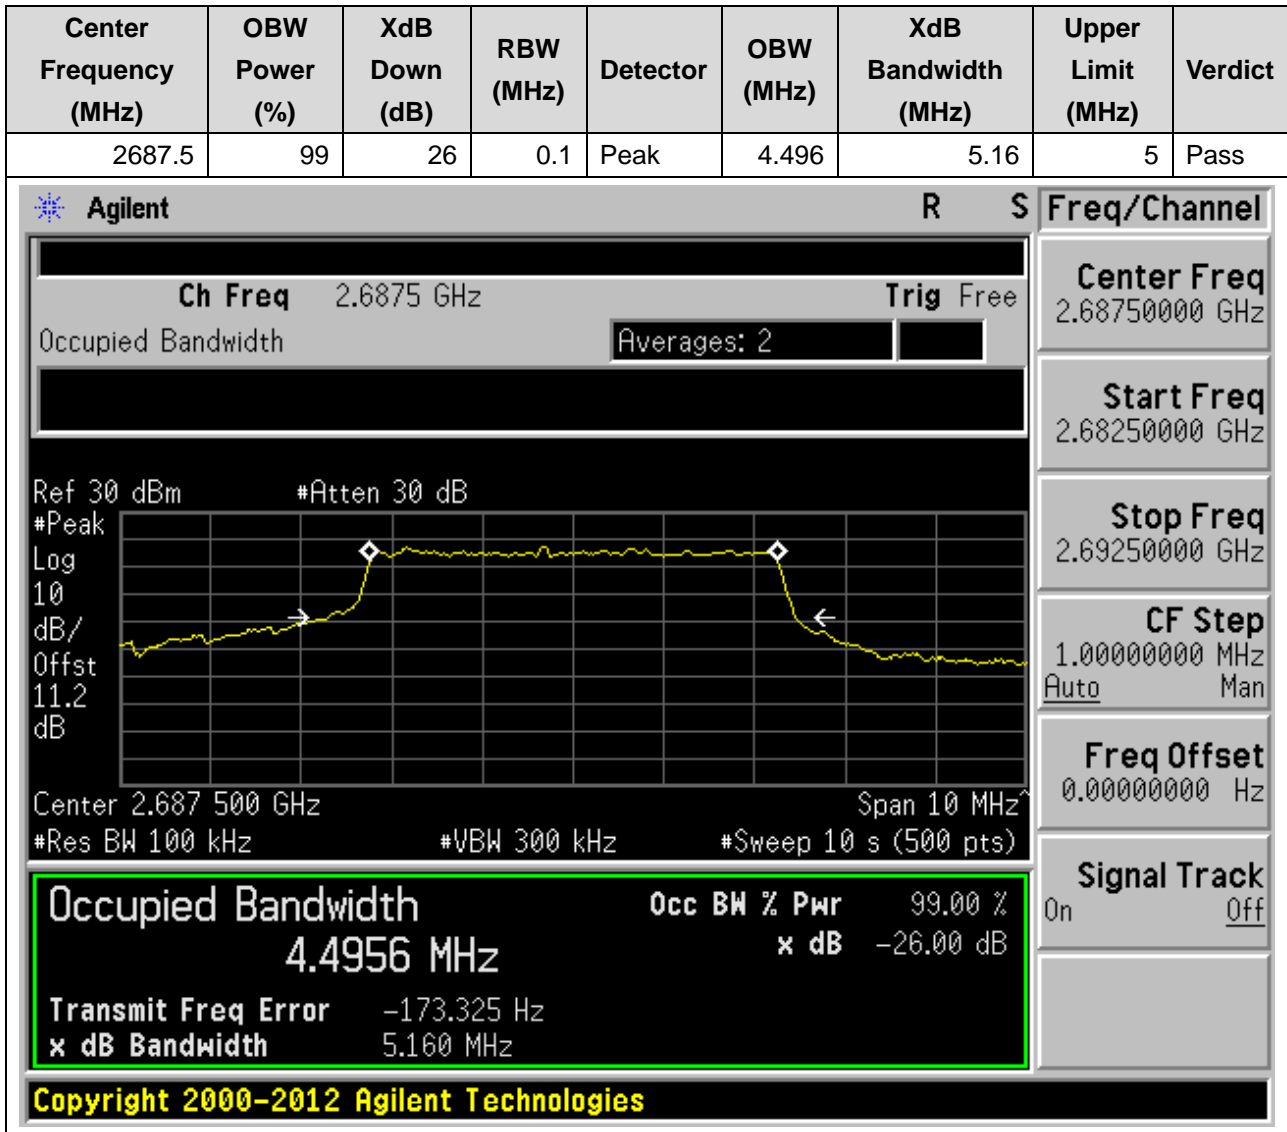 Center Frequency (MHz) OBW Power (%) XdB Down (dB) RBW (MHz) Detector OBW (MHz) XdB Bandwidth (MHz) Upper Limit (MHz) Verdict
2687.5 99 26 0.1 Peak 4.496 5.16 5 Pass
Agilent R S Freq/Channel
Ch Freq 2.6875 GHz Trig Free
Occupied Bandwidth Averages: 2
Center Freq
2.68750000 GHz
Start Freq
2.68250000 GHz
Stop Freq
2.69250000 GHz
CF Step
1.00000000 MHz
Auto Man
Freq Offset
0.00000000 Hz
Signal Track
On Off
Ref 30 dBm #Atten 30 dB
#Peak
Log
10
dB/
Offst
11.2
dB
Center 2.687 500 GHz Span 10 MHz^
#Res BW 100 kHz #VBW 300 kHz #Sweep 10 s (500 pts)
Occupied Bandwidth Occ BW % Pwr 99.00 %
4.4956 MHz x dB -26.00 dB
Transmit Freq Error -173.325 Hz
x dB Bandwidth 5.160 MHz
Copyright 2000-2012 Agilent Technologies